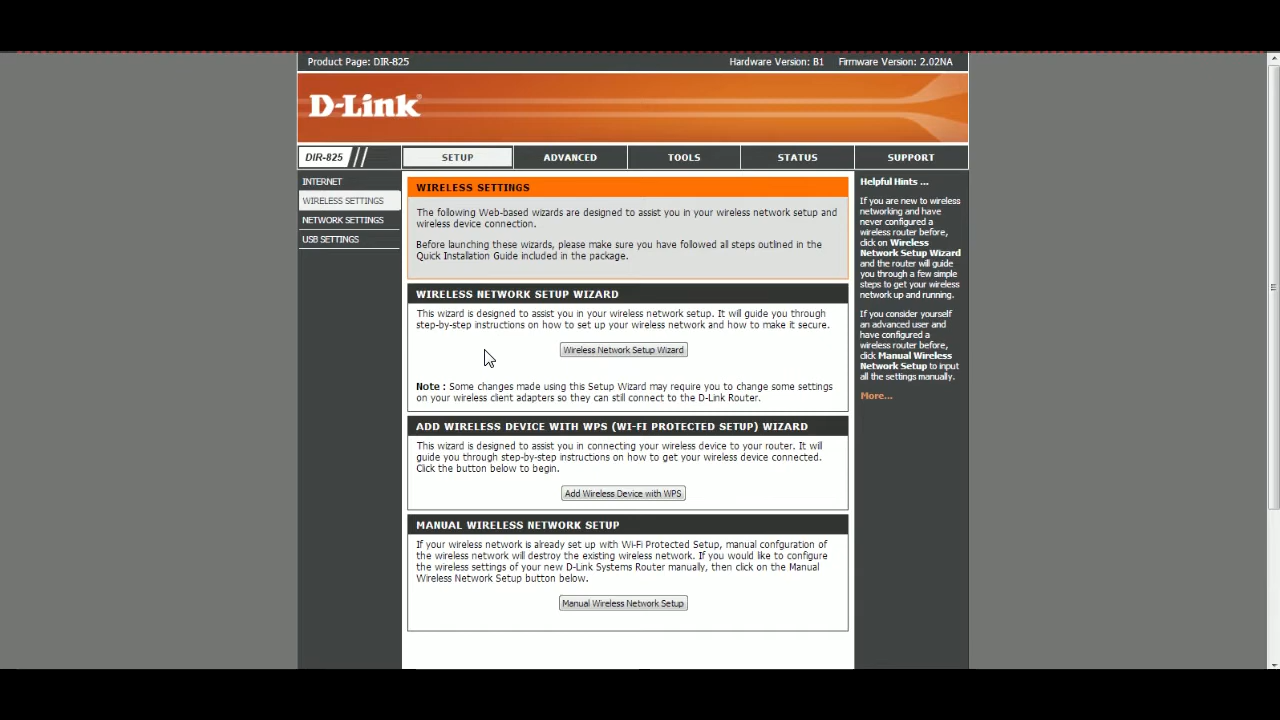 Product Page: DIR-825
Hardware Version: B1 Firmware Version: 2.02NA
D-Link
DIR-825
SETUP
ADVANCED
TOOLS
STATUS
SUPPORT
INTERNET
WIRELESS SETTINGS
NETWORK SETTINGS
USB SETTINGS
WIRELESS SETTINGS
The following Web-based wizards are designed to assist you in your wireless network setup and
wireless device connection.
Before launching these wizards, please make sure you have followed all steps outlined in the
Quick Installation Guide included in the package.
WIRELESS NETWORK SETUP WIZARD
This wizard is designed to assist you in your wireless network setup. It will guide you through
step-by-step instructions on how to set up your wireless network and how to make it secure.
Wireless Network Setup Wizard
Note : Some changes made using this Setup Wizard may require you to change some settings
on your wireless client adapters so they can still connect to the D-Link Router.
ADD WIRELESS DEVICE WITH WPS (WI-FI PROTECTED SETUP) WIZARD
This wizard is designed to assist you in connecting your wireless device to your router. It will
guide you through step-by-step instructions on how to get your wireless device connected.
Click the button below to begin.
Add Wireless Device with WPS
MANUAL WIRELESS NETWORK SETUP
If your wireless network is already set up with Wi-Fi Protected Setup, manual confguration of
the wireless network will destroy the existing wireless network. If you would like to configure
the wireless settings of your new D-Link Systems Router manually, then click on the Manual
Wireless Network Setup button below.
Manual Wireless Network Setup
Helpful Hints ...
If you are new to wireless
networking and have
never configured a
wireless router before,
click on Wireless
Network Setup Wizard
and the router will guide
you through a few simple
steps to get your wireless
network up and running.
If you consider yourself
an advanced user and
have configured a
wireless router before,
click Manual Wireless
Network Setup to input
all the settings manually.
More...